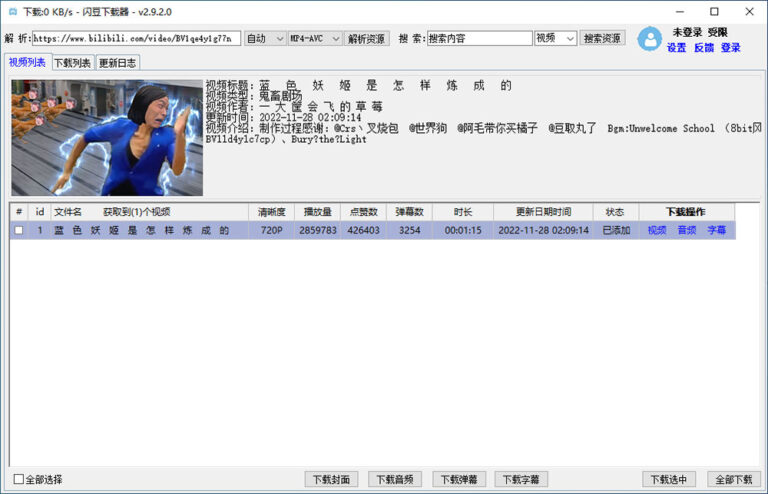 下载:0 KB/s - 闪豆下载器 - v2.9.2.0
解 析: https://www.bilibili.com/video/BV1qe4y1g77n 自动 MP4-AVC 解析资源 搜 索: 搜索内容 视频 搜索资源 未登录 受限
设置 反馈 登录
视频列表 下载列表 更新日志
视频标题: 蓝 色 妖 姬 是 怎 样 炼 成 的
视频类型: 鬼畜剧场
视频作者: 一 大 筐 会 飞 的 草 莓
更新时间: 2022-11-28 02:09:14
视频介绍: 制作过程感谢: @Crs丶叉烧包 @世界狗 @阿毛带你买橘子 @豆取丸了 Bgm:Unwelcome School （8bit风
BV1ld4y1c7cp）、Bury?the?Light
# id 文件名 获取到(1)个视频 清晰度 播放量 点赞数 弹幕数 时长 更新日期时间 状态 下载操作
1 蓝 色 妖 姬 是 怎 样 炼 成 的 720P 2859783 426403 3254 00:01:15 2022-11-28 02:09:14 已添加 视频 音频 字幕
全部选择 下载封面 下载音频 下载弹幕 下载字幕 下载选中 全部下载